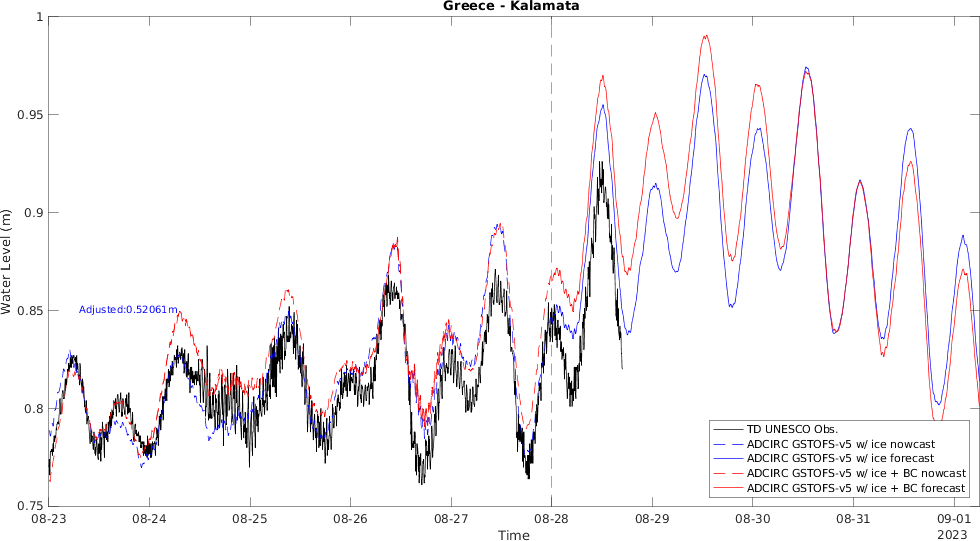 Greece - Kalamata
1
0.95
0.9
0.85
0.8
0.75
Water Level (m)
Adjusted:0.52061m
TD UNESCO Obs.
ADCIRC GSTOFS-v5 w/ ice nowcast
ADCIRC GSTOFS-v5 w/ ice forecast
ADCIRC GSTOFS-v5 w/ ice + BC nowcast
ADCIRC GSTOFS-v5 w/ ice + BC forecast
08-23 08-24 08-25 08-26 08-27 08-28 08-29 08-30 08-31 09-01
2023
Time